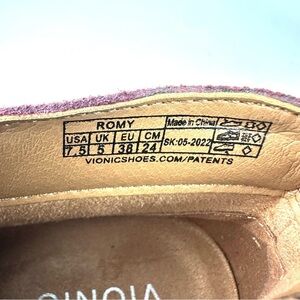 ROMY
USA UK EU CM
7.5 5 38 24
Made in China
SK:05-2022
VIONICSHOES.COM/PATENTS
VIONIC